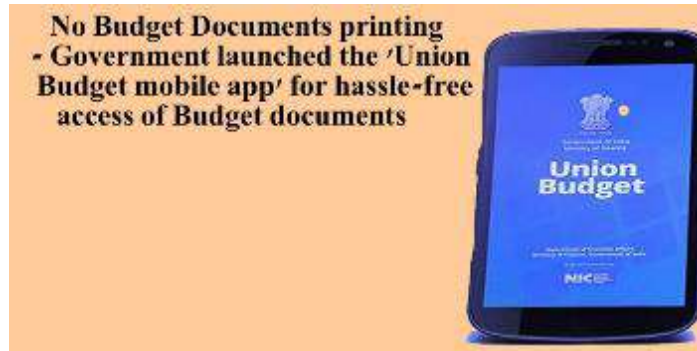 No Budget Documents printing
- Government launched the 'Union
Budget mobile app' for hassle-free
access of Budget documents
Union
Budget
NIC